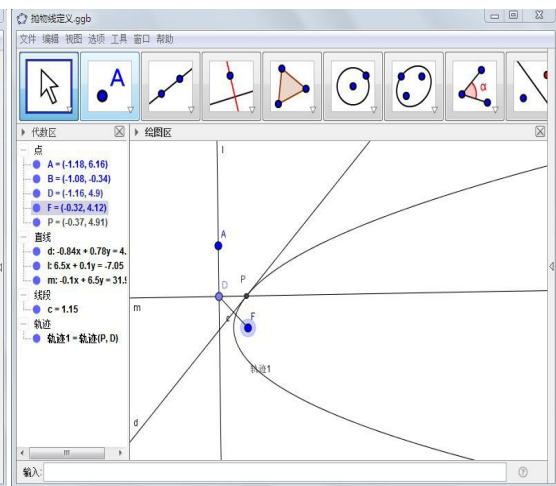 抛物线定义.ggb
文件 编辑 视图 选项 工具 窗口 帮助
A
α
代数区
绘图区
点
A = (-1.18, 6.16)
B = (-1.08, -0.34)
D = (-1.16, 4.9)
F = (-0.32, 4.12)
P = (-0.37, 4.91)
直线
d: -0.84x + 0.78y = 4.
l: 6.5x + 0.1y = -7.05
m: -0.1x + 6.5y = 31.9
线段
c = 1.15
轨迹
轨迹1 = 轨迹(P, D)
l
A
D
P
m
c
F
轨迹1
d
输入: